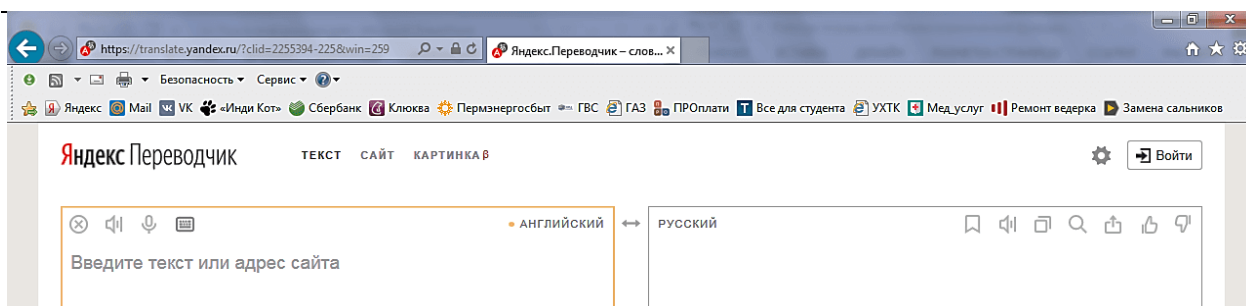 https://translate.yandex.ru/?clid=2255394-225&win=259
Яндекс.Переводчик – слов...
Безопасность Сервис
Яндекс Mail VK «Инди Кот» Сбербанк Клюква Пермэнергосбыт ГВС ГАЗ ПРОплати Все для студента УХТК Мед_услуг Ремонт ведерка Замена сальников
Яндекс Переводчик ТЕКСТ САЙТ КАРТИНКАβ Войти
АНГЛИЙСКИЙ РУССКИЙ
Введите текст или адрес сайта